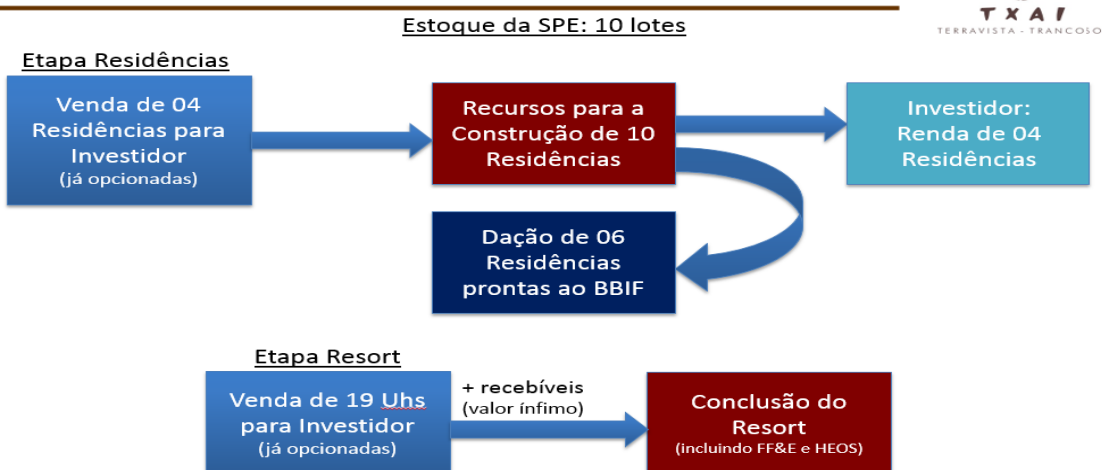 TXAI
TERRAVISTA - TRANCOSO
Estoque da SPE: 10 lotes
Etapa Residências
Venda de 04
Residências para
Investidor
(já opcionadas)
Recursos para a
Construção de 10
Residências
Investidor:
Renda de 04
Residências
Dação de 06
Residências
prontas ao BBIF
Etapa Resort
Venda de 19 Uhs
para Investidor
(já opcionadas)
+ recebíveis
(valor ínfimo)
Conclusão do
Resort
(incluindo FF&E e HEOS)